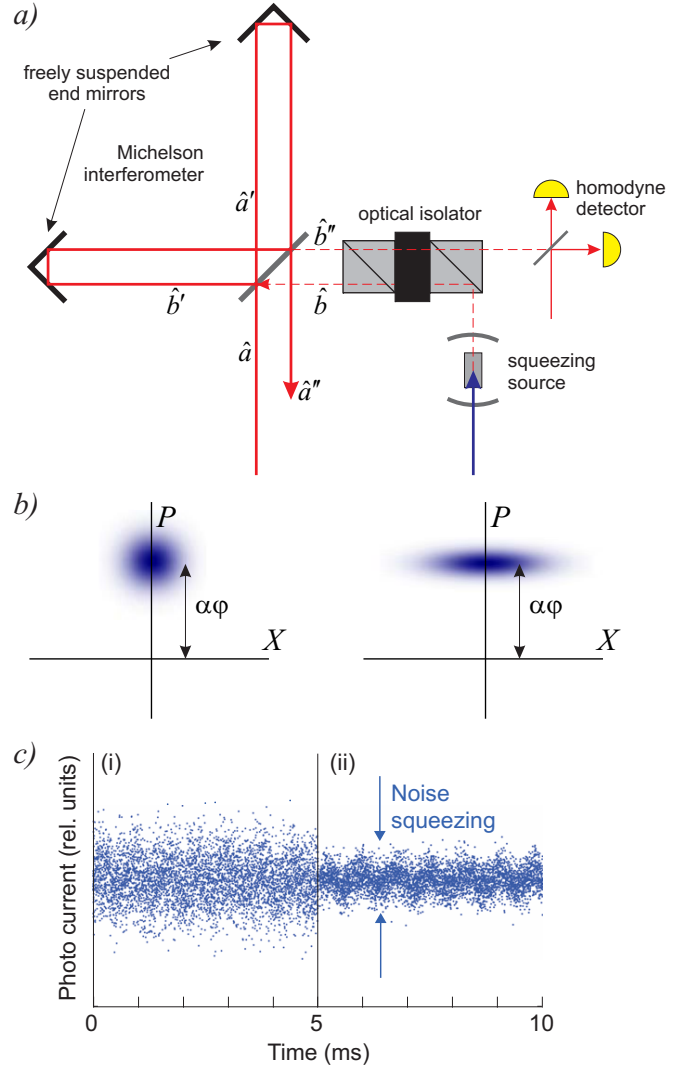 a)
freely suspended
end mirrors
Michelson
interferometer
â'
optical isolator
homodyne
detector
b̂''
b̂'
b̂
â
â''
squeezing
source
b)
P
P
αφ
αφ
X
X
c)
(i)
(ii)
Noise
squeezing
Photo current (rel. units)
0
5
10
Time (ms)